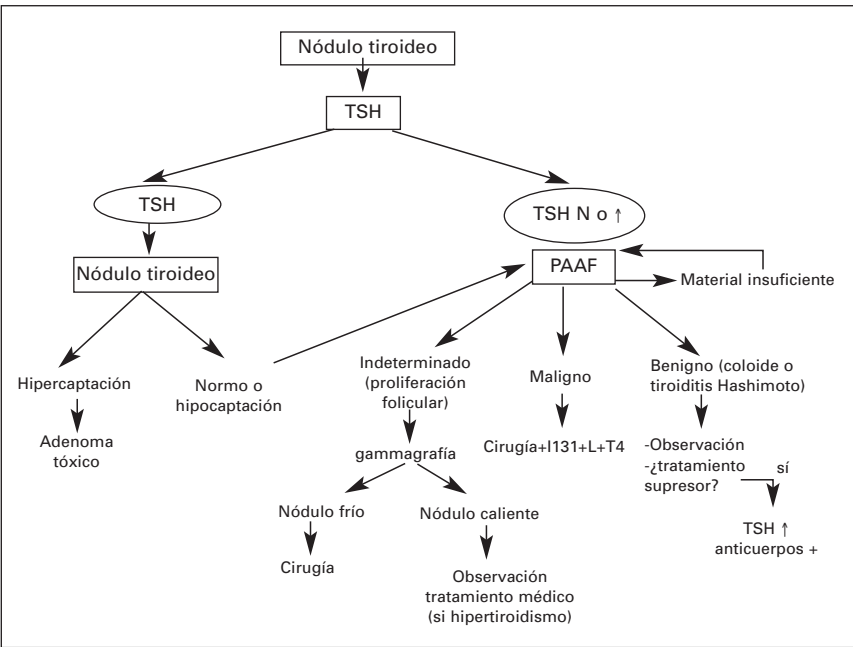 Nódulo tiroideo
TSH
TSH
TSH N o ↑
Nódulo tiroideo
PAAF
Material insuficiente
Hipercaptación
Normo o
hipocaptación
Indeterminado
(proliferación
folicular)
Maligno
Benigno (coloide o
tiroiditis Hashimoto)
Adenoma
tóxico
gammagrafía
Cirugía+I131+L+T4
-Observación
-¿tratamiento
supresor?
sí
Nódulo frío
Nódulo caliente
TSH ↑
anticuerpos +
Cirugía
Observación
tratamiento médico
(si hipertiroidismo)